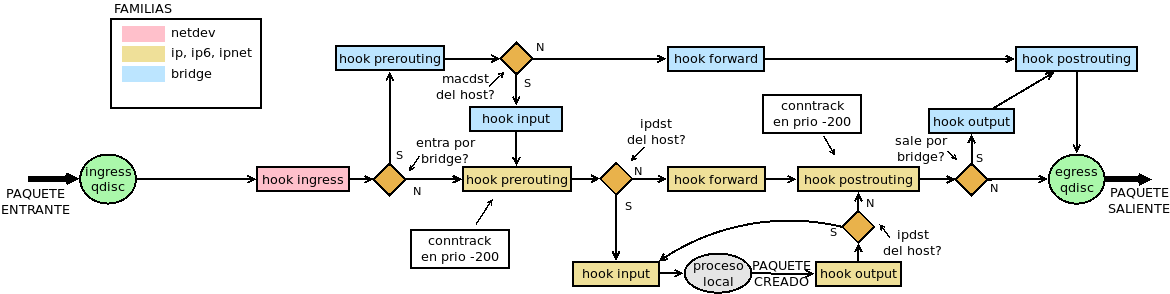 FAMILIAS
netdev
ip, ip6, ipnet
bridge
hook prerouting
N
hook forward
hook postrouting
macdst
del host?
S
hook input
conntrack
en prio -200
hook output
ipdst
del host?
entra por
bridge?
sale por
bridge?
S
S
ingress
qdisc
hook ingress
N
hook prerouting
N
hook forward
hook postrouting
N
egress
qdisc
PAQUETE
ENTRANTE
PAQUETE
SALIENTE
S
N
S
conntrack
en prio -200
ipdst
del host?
hook input
proceso
local
PAQUETE
CREADO
hook output